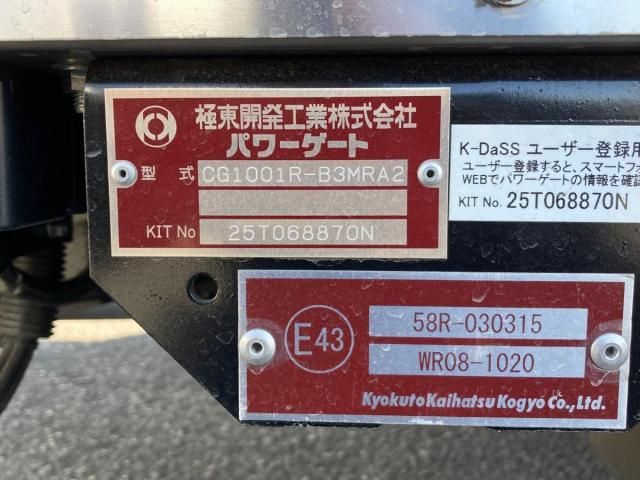 極東開発工業株式会社
パワーゲート
型式 CG1001R-B3MRA2
KIT No 25T068870N
K-DaSS ユーザー登録用
ユーザー登録すると、スマートフォ
WEBでパワーゲートの情報を確認
KIT No. 25T068870N
E43
58R-030315
WR08-1020
Kyokuto Kaihatsu Kogyo Co.,Ltd.